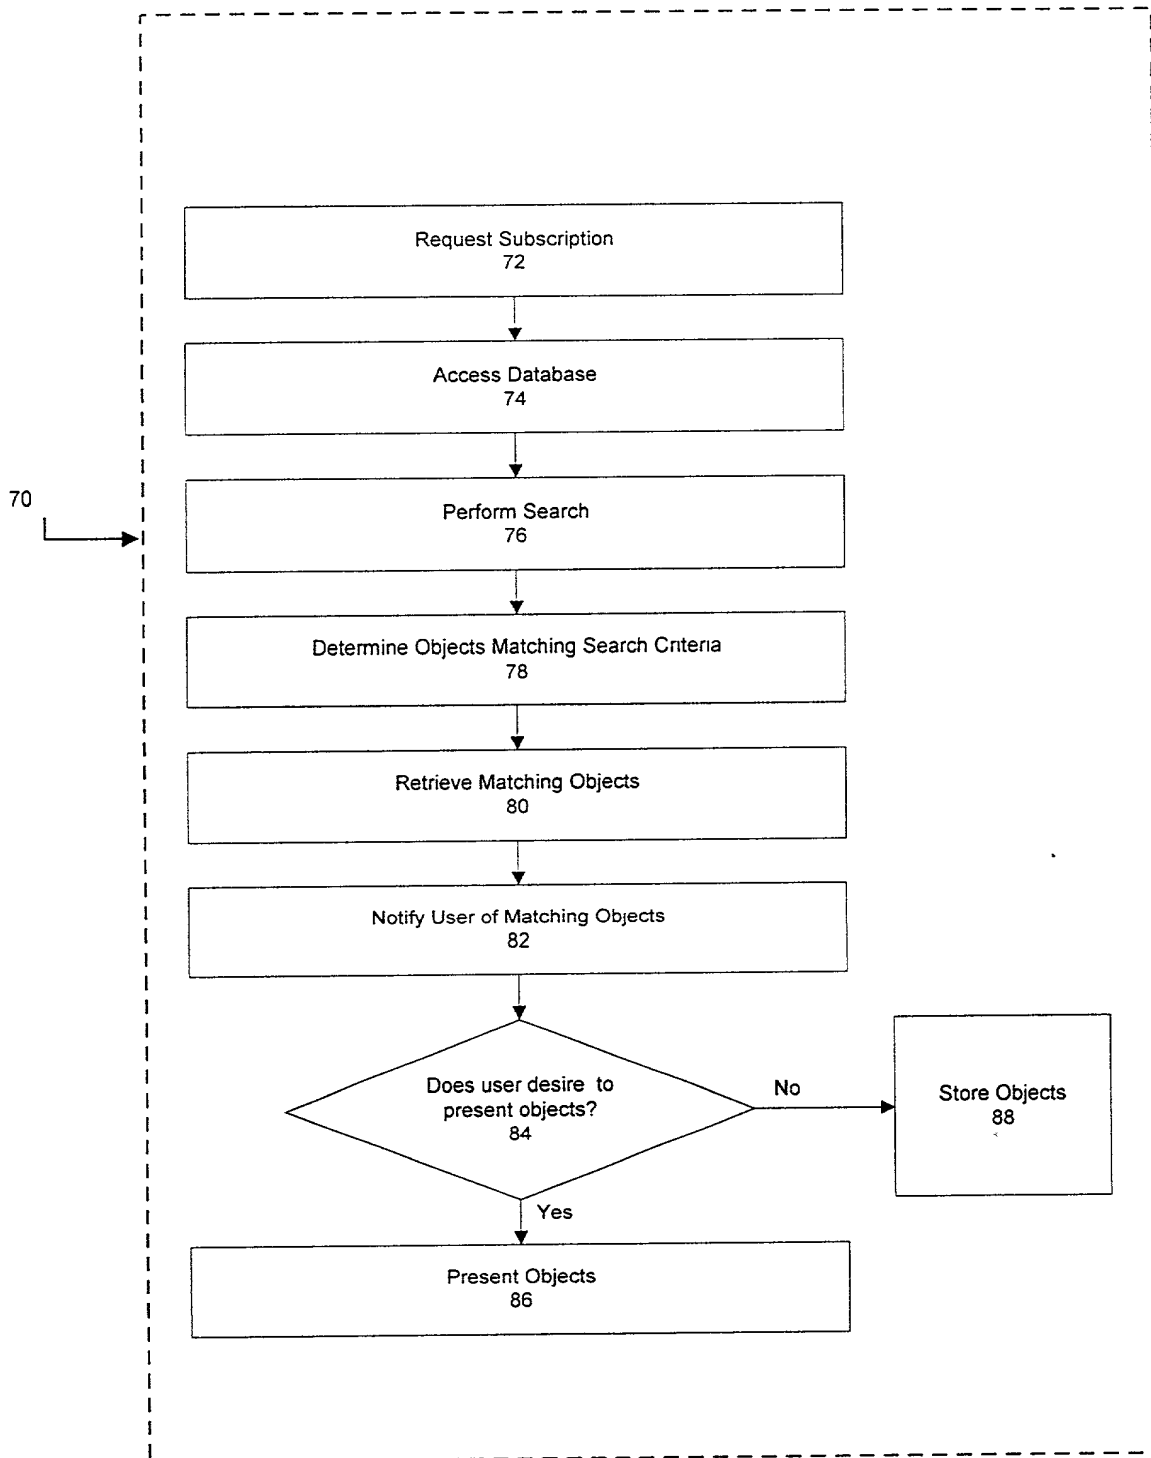 Request Subscription
72
Access Database
74
Perform Search
76
70
Determine Objects Matching Search Criteria
78
Retrieve Matching Objects
80
Notify User of Matching Objects
82
Does user desire to
present objects?
84
No
Store Objects
88
Yes
Present Objects
86